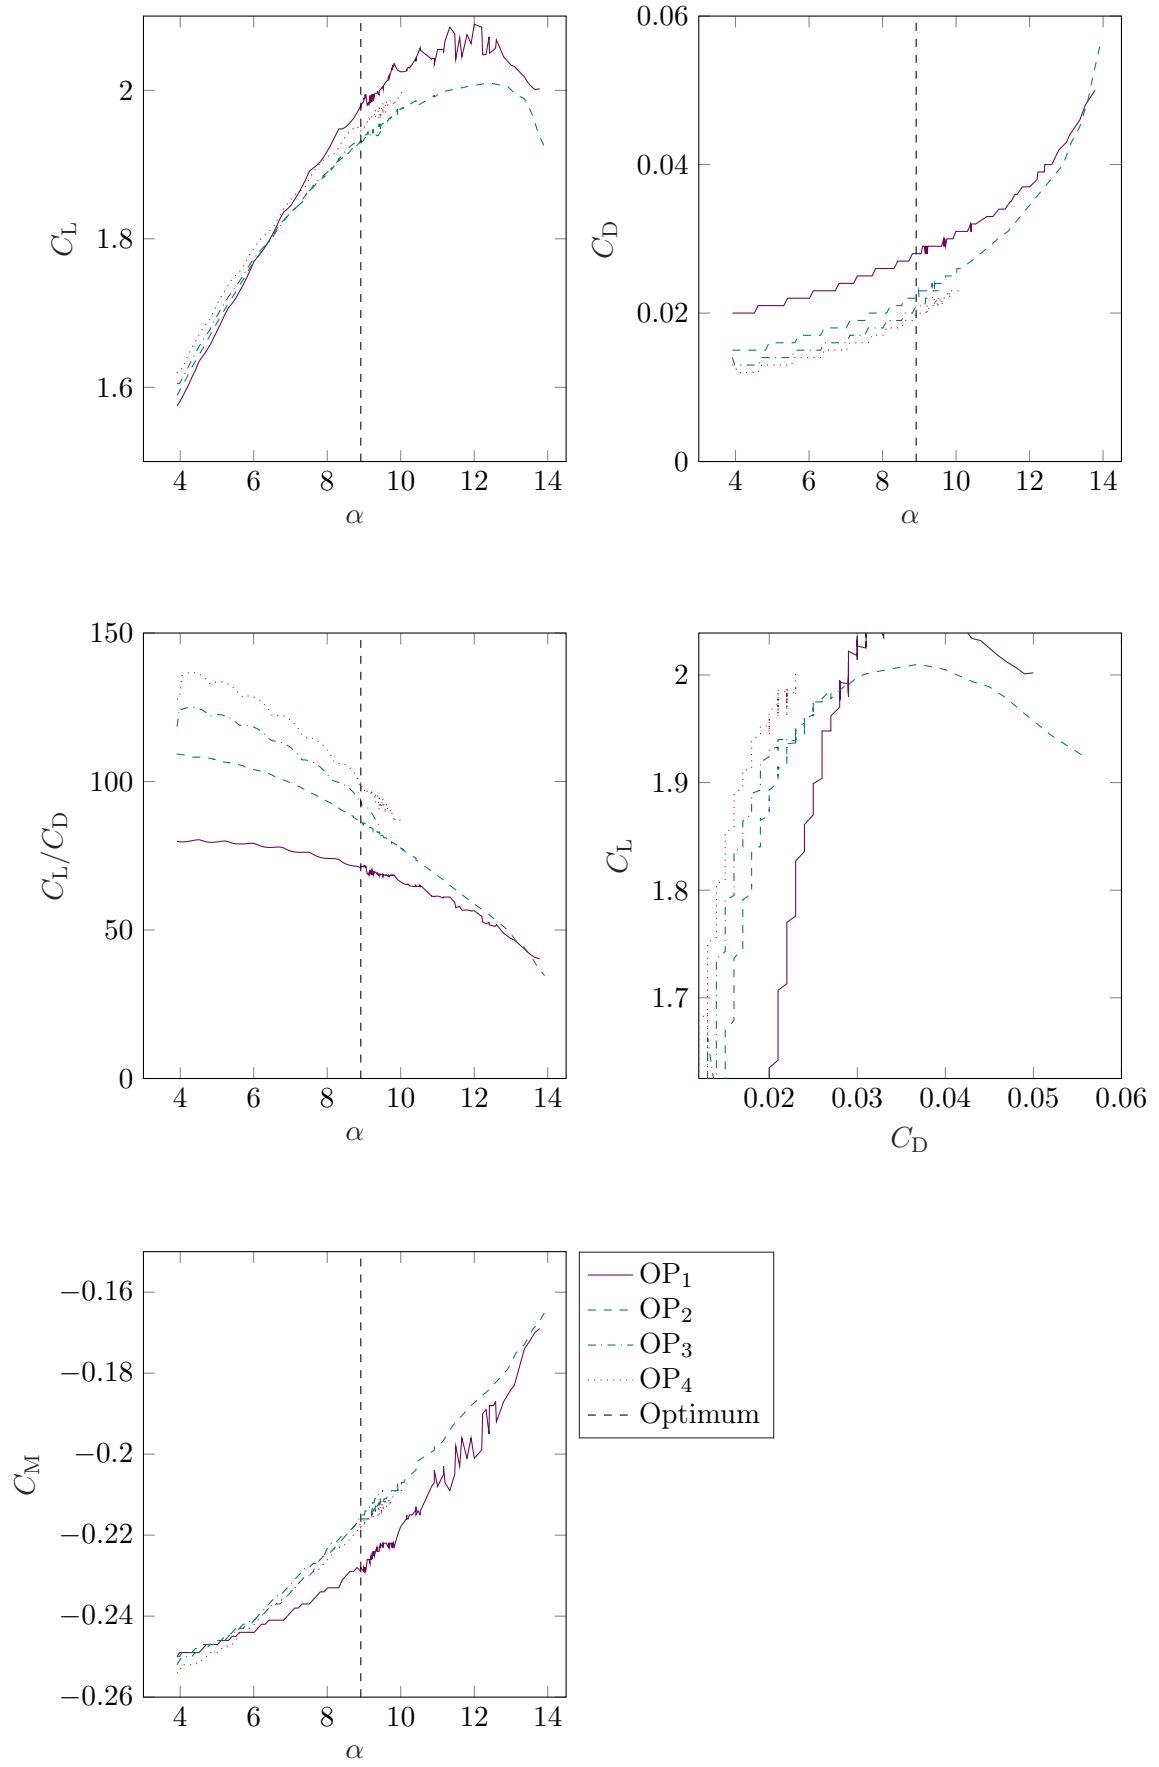 2
1.8
1.6
C_L
4 6 8 10 12 14
α
0.06
0.04
0.02
0
C_D
4 6 8 10 12 14
α
150
100
50
0
C_L/C_D
4 6 8 10 12 14
α
2
1.9
1.8
1.7
C_L
0.02 0.03 0.04 0.05 0.06
C_D
−0.16
−0.18
−0.2
−0.22
−0.24
−0.26
C_M
4 6 8 10 12 14
α
OP₁
OP₂
OP₃
OP₄
Optimum